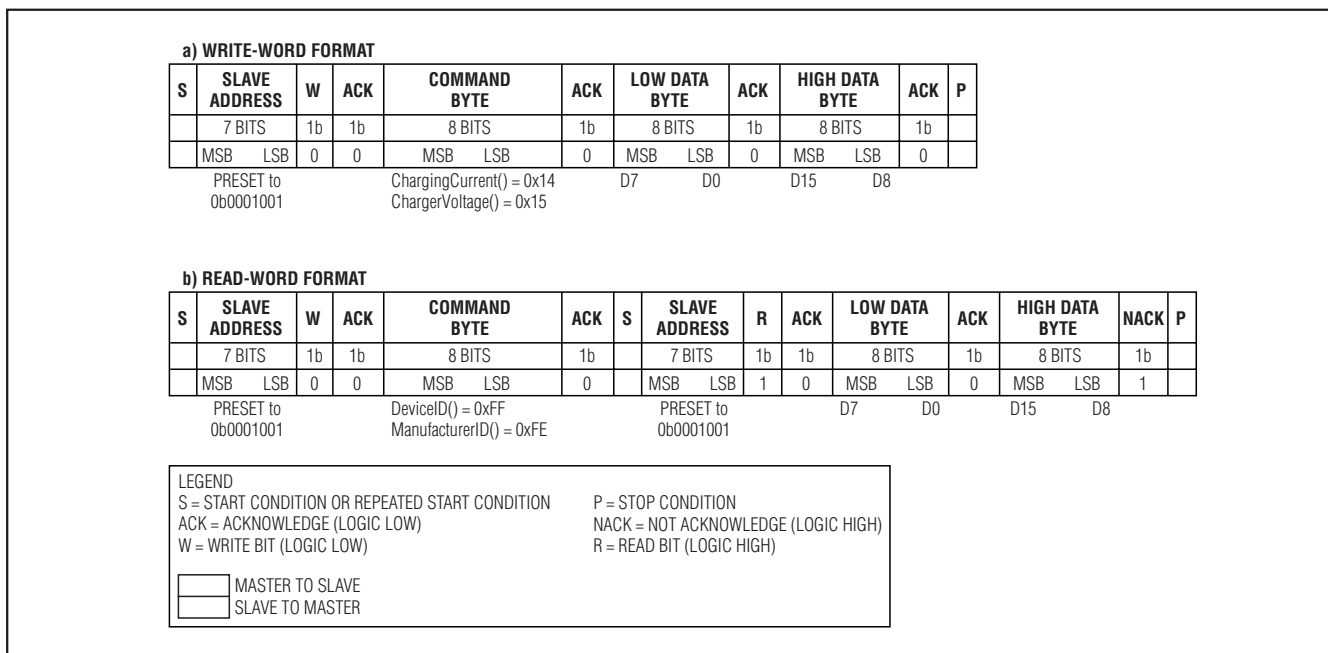 a) WRITE-WORD FORMAT
S SLAVE ADDRESS W ACK COMMAND BYTE ACK LOW DATA BYTE ACK HIGH DATA BYTE ACK P
7 BITS 1b 1b 8 BITS 1b 8 BITS 1b 8 BITS 1b
MSB LSB 0 0 MSB LSB 0 MSB LSB 0 MSB LSB 0
PRESET to ChargingCurrent() = 0x14 D7 D0 D15 D8
0b0001001 ChargerVoltage() = 0x15
b) READ-WORD FORMAT
S SLAVE ADDRESS W ACK COMMAND BYTE ACK S SLAVE ADDRESS R ACK LOW DATA BYTE ACK HIGH DATA BYTE NACK P
7 BITS 1b 1b 8 BITS 1b 7 BITS 1b 1b 8 BITS 1b 8 BITS 1b
MSB LSB 0 0 MSB LSB 0 MSB LSB 1 0 MSB LSB 0 MSB LSB 1
PRESET to DeviceID() = 0xFF PRESET to D7 D0 D15 D8
0b0001001 ManufacturerID() = 0xFE 0b0001001
LEGEND
S = START CONDITION OR REPEATED START CONDITION P = STOP CONDITION
ACK = ACKNOWLEDGE (LOGIC LOW) NACK = NOT ACKNOWLEDGE (LOGIC HIGH)
W = WRITE BIT (LOGIC LOW) R = READ BIT (LOGIC HIGH)
MASTER TO SLAVE
SLAVE TO MASTER